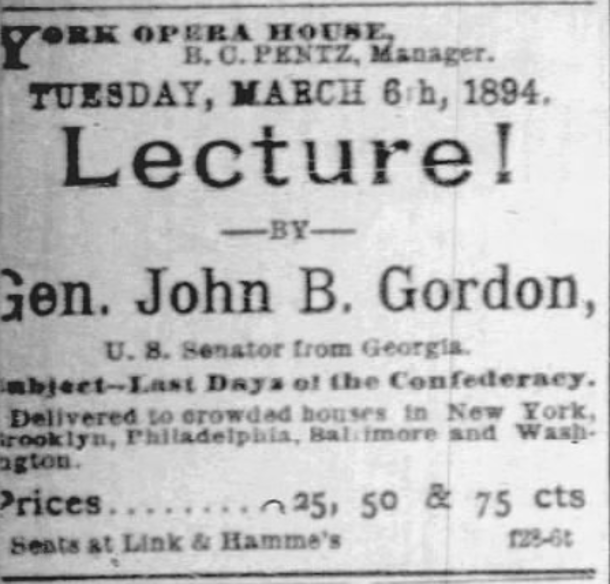 YORK OPERA HOUSE,
B. C. PENTZ, Manager.
TUESDAY, MARCH 6th, 1894.
Lecture!
—BY—
Gen. John B. Gordon,
U. S. Senator from Georgia.
Subject—Last Days of the Confederacy.
Delivered to crowded houses in New York,
Brooklyn, Philadelphia, Baltimore and Wash-
ington.
Prices.........25, 50 & 75 cts
Seats at Link & Hamme's f28-6t